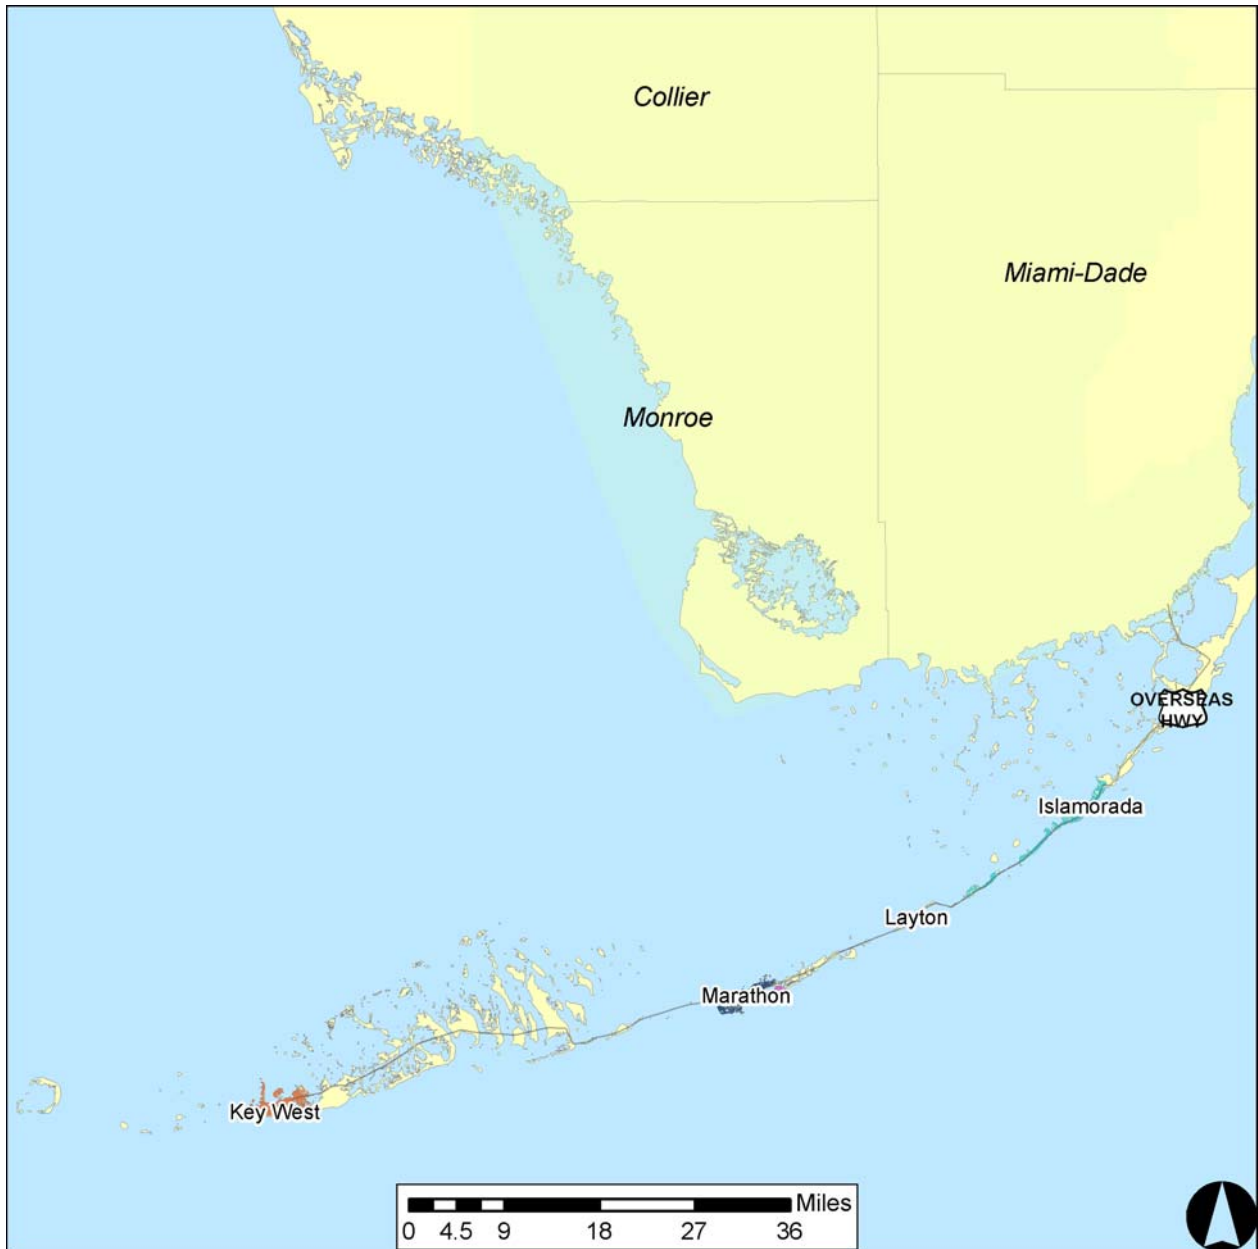 Collier
Miami-Dade
Monroe
OVERSEAS
HWY
Islamorada
Layton
Marathon
Key West
Miles
0 4.5 9 18 27 36